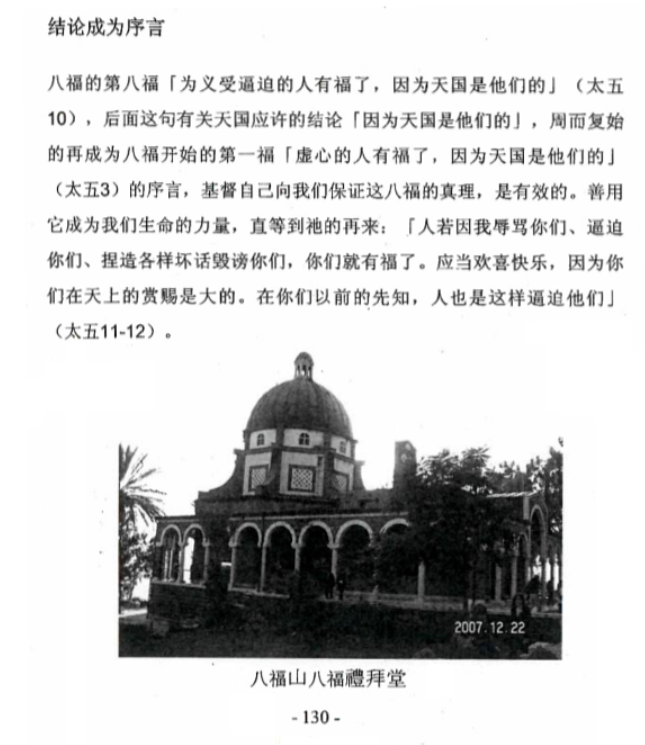 结论成为序言
八福的第八福「为义受逼迫的人有福了，因为天国是他们的」（太五
10），后面这句有关天国应许的结论「因为天国是他们的」，周而复始
的再成为八福开始的第一福「虚心的人有福了，因为天国是他们的」
（太五3）的序言，基督自己向我们保证这八福的真理，是有效的。善用
它成为我们生命的力量，直等到祂的再来：「人若因我辱骂你们、逼迫
你们、捏造各样坏话毁谤你们，你们就有福了。应当欢喜快乐，因为你
们在天上的赏赐是大的。在你们以前的先知，人也是这样逼迫他们」
（太五11-12）。
2007.12.22
八福山八福禮拜堂
- 130 -